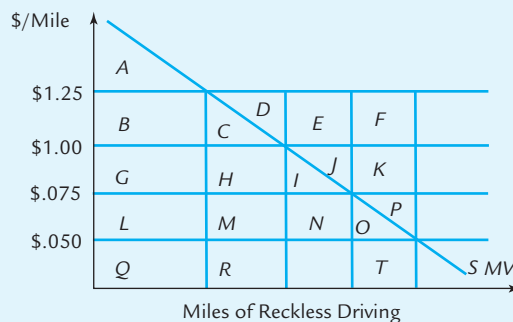 $/Mile
A
$1.25
D
B
C
E
F
$1.00
J
G
H
I
K
$.075
P
L
M
N
O
$.050
Q
R
T
S MV
Miles of Reckless Driving